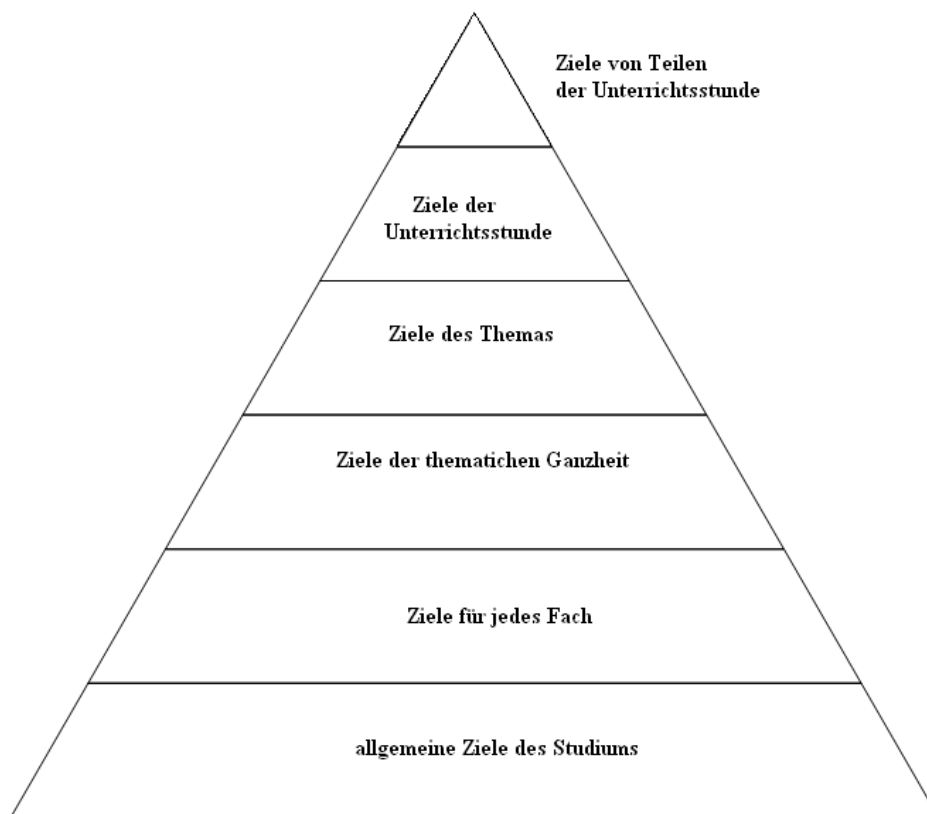 Ziele von Teilen
der Unterrichtsstunde
Ziele der
Unterrichtsstunde
Ziele des Themas
Ziele der thematichen Ganzheit
Ziele für jedes Fach
allgemeine Ziele des Studiums